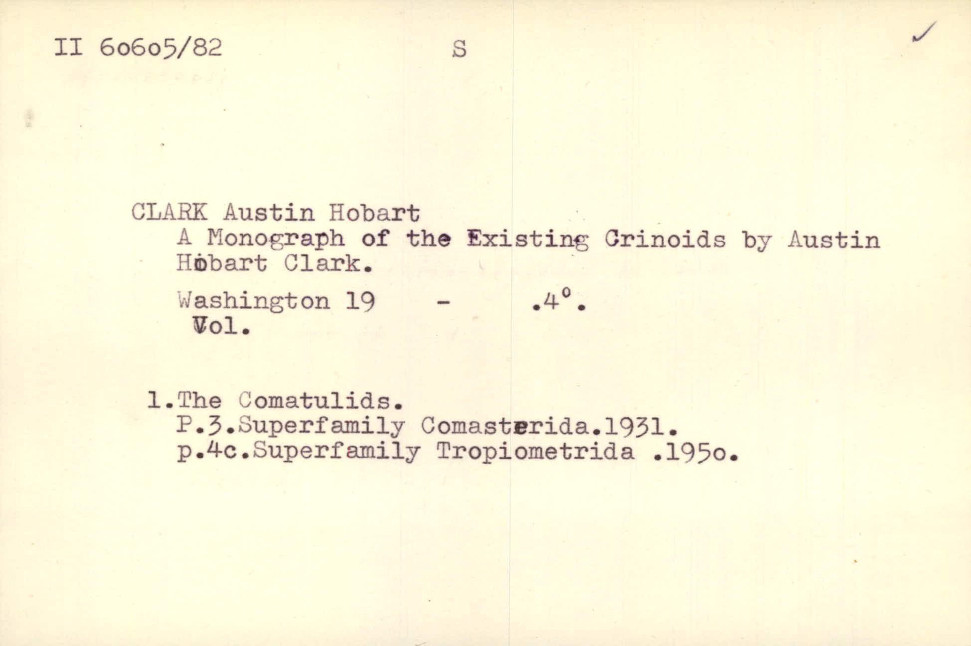 II 60605/82 S
CLARK Austin Hobart
A Monograph of the Existing Crinoids by Austin
Hobart Clark.
Washington 19 - .4°.
Vol.
1.The Comatulids.
P.3.Superfamily Comasterida.1931.
p.4c.Superfamily Tropiometrida .195o.